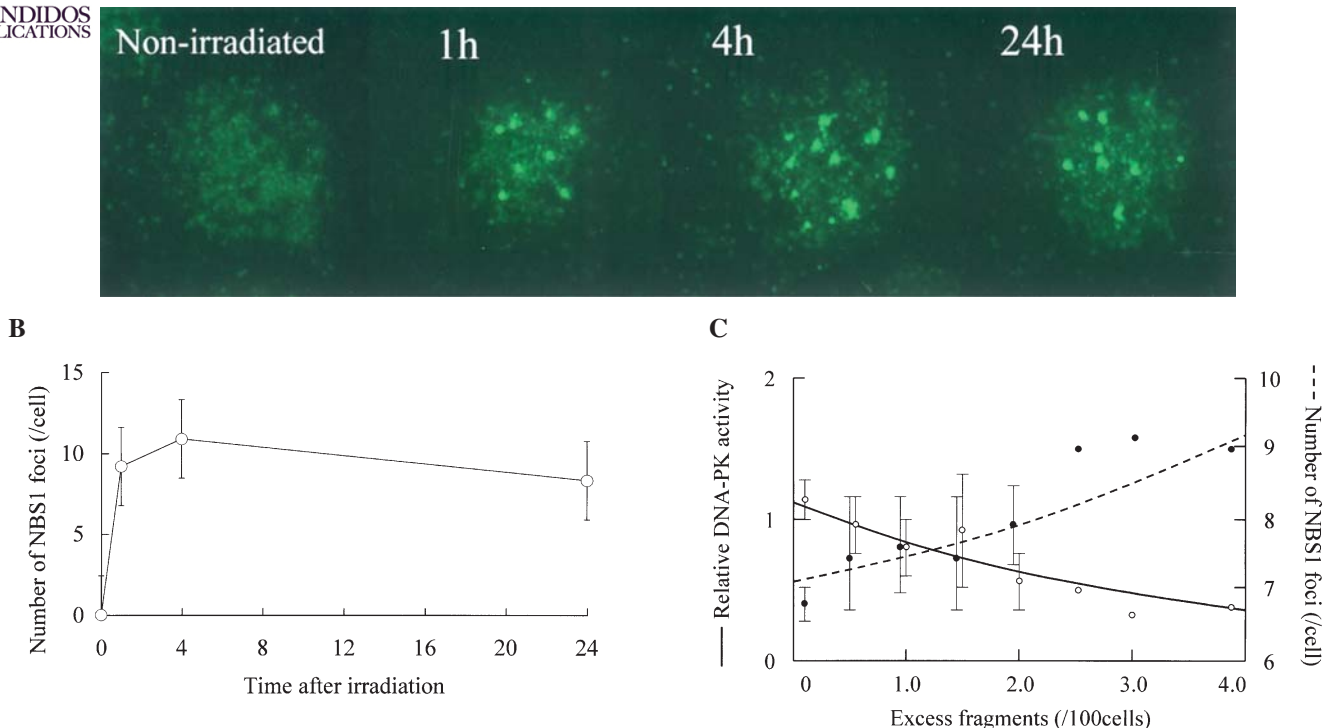 NDIDOS
LICATIONS
Non-irradiated
1h
4h
24h
B
Number of NBS1 foci (/cell)
15
10
5
0
0
4
8
12
16
20
24
Time after irradiation
C
Relative DNA-PK activity
2
1
0
10
9
8
7
6
Number of NBS1 foci (/cell)
0
1.0
2.0
3.0
4.0
Excess fragments (/100cells)